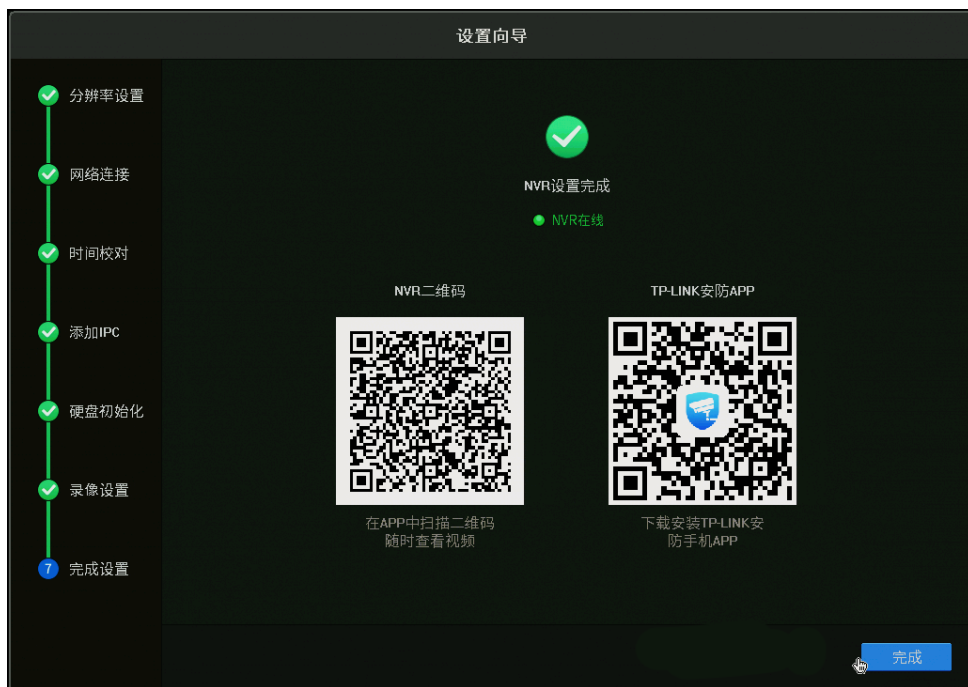 设置向导
分辨率设置
网络连接
时间校对
添加IPC
硬盘初始化
录像设置
7 完成设置
NVR设置完成
NVR在线
NVR二维码
在APP中扫描二维码
随时查看视频
TP-LINK安防APP
下载安装TP-LINK安
防手机APP
完成